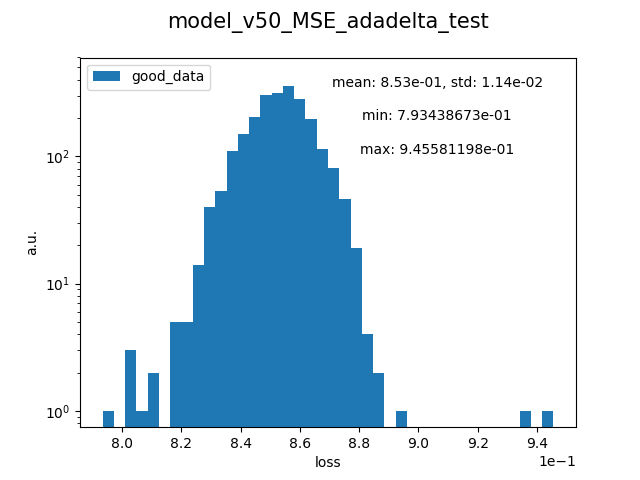 model_v50_MSE_adadelta_test
good_data
mean: 8.53e-01, std: 1.14e-02
min: 7.93438673e-01
max: 9.45581198e-01
a.u.
10²
10¹
10⁰
8.0 8.2 8.4 8.6 8.8 9.0 9.2 9.4
1e−1
loss